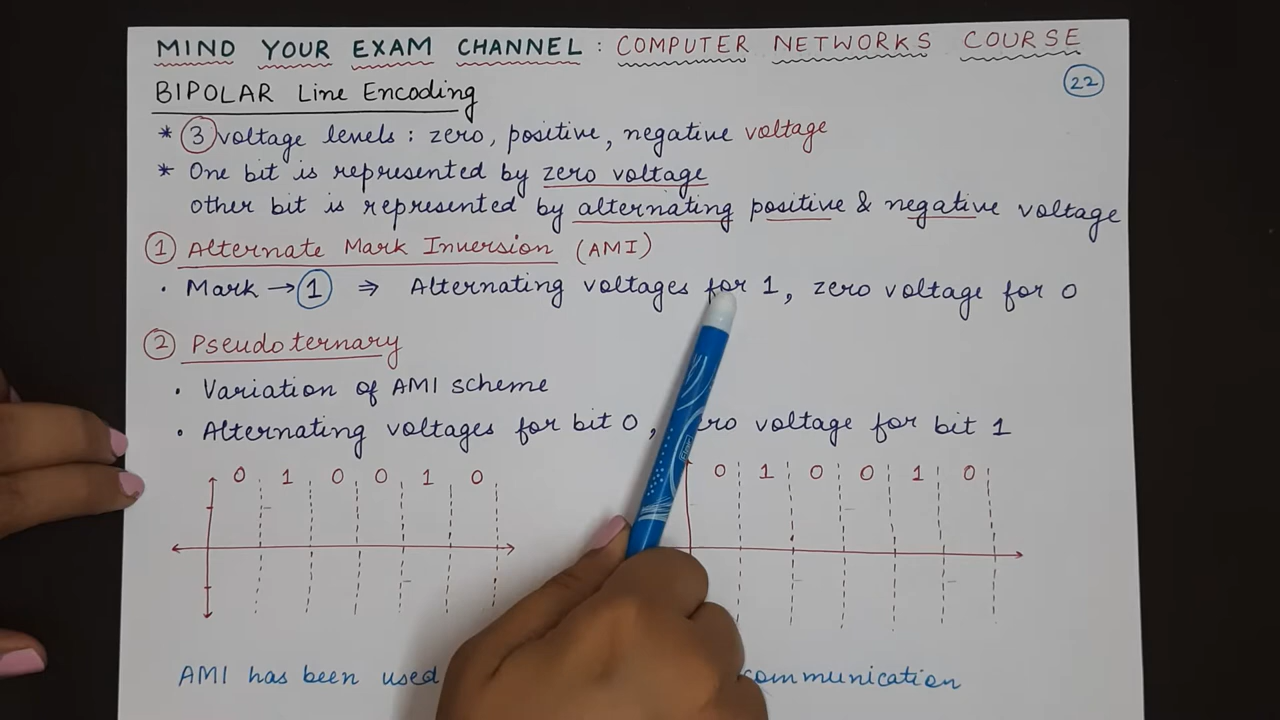 MIND YOUR EXAM CHANNEL : COMPUTER NETWORKS COURSE
22
BIPOLAR Line Encoding
* 3 voltage levels : zero, positive, negative voltage
* One bit is represented by zero voltage
other bit is represented by alternating positive & negative voltage
1 Alternate Mark Inversion (AMI)
· Mark → 1 ⇒ Alternating voltages for 1, zero voltage for 0
2 Pseudoternary
· Variation of AMI scheme
· Alternating voltages for bit 0, voltage for bit 1
0 1 0 0 1 0
0 1 0 0 1 0
AMI has been used communication